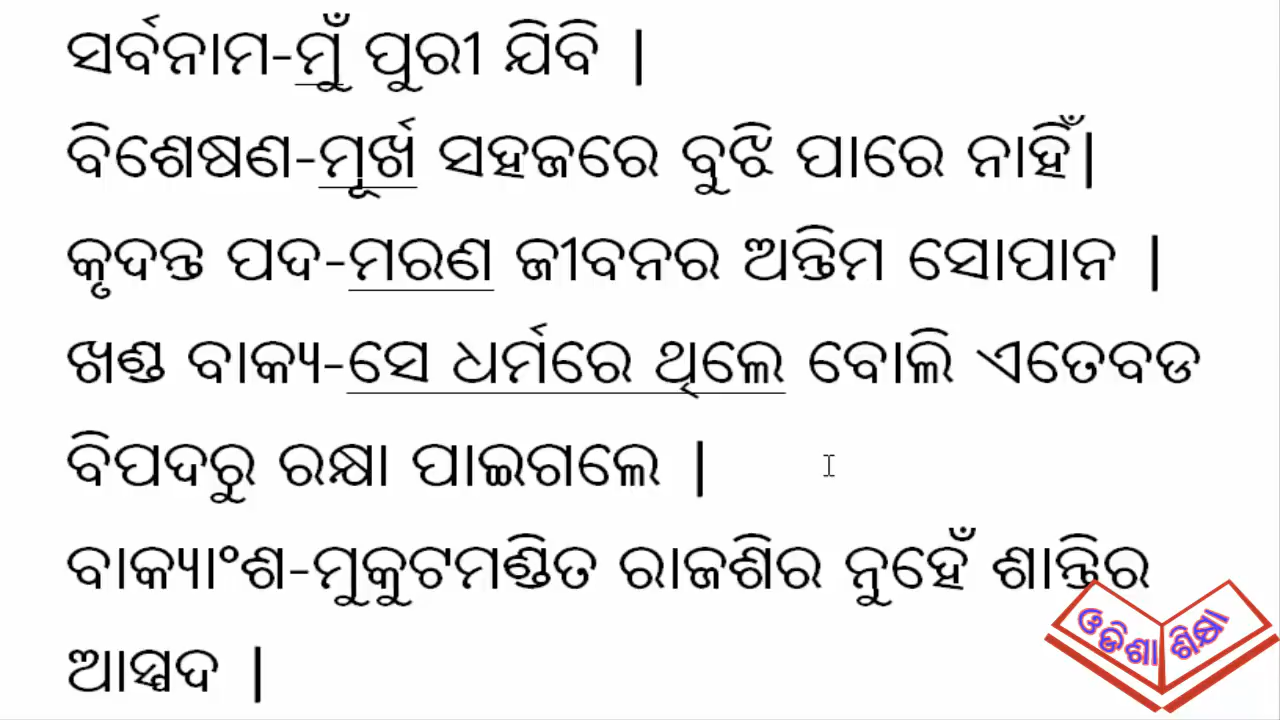 ସର୍ବନାମ-ମୁଁ ପୁରୀ ଯିବି |
ବିଶେଷଣ-ମୂର୍ଖ ସହଜରେ ବୁଝି ପାରେ ନାହିଁ|
କୃଦନ୍ତ ପଦ-ମରଣ ଜୀବନର ଅନ୍ତିମ ସୋପାନ |
ଖଣ୍ଡ ବାକ୍ୟ-ସେ ଧର୍ମରେ ଥିଲେ ବୋଲି ଏତେବଡ
ବିପଦରୁ ରକ୍ଷା ପାଇଗଲେ |
ବାକ୍ୟାଂଶ-ମୁକୁଟମଣ୍ଡିତ ରାଜଶିର ନୁହେଁ ଶାନ୍ତିର
ଆସ୍ପଦ |
ଓଡିଶା ଶିକ୍ଷା